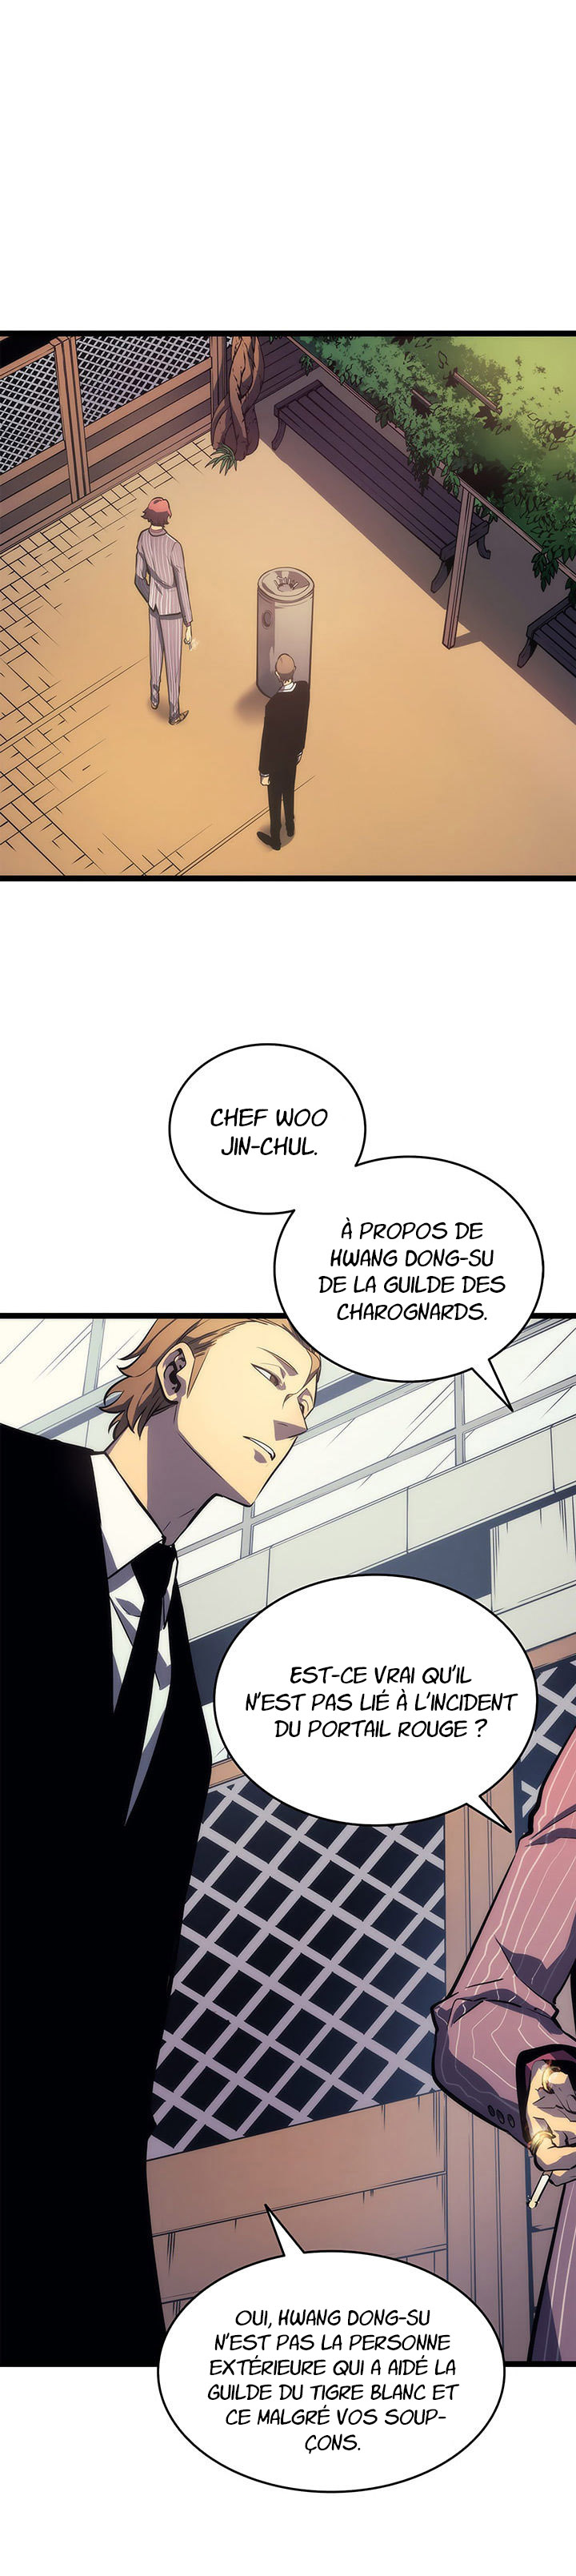 CHEF WOO
JIN-CHUL.
À PROPOS DE
HWANG DONG-SU
DE LA GUILDE DES
CHAROGNARDS.
EST-CE VRAI QU'IL
N'EST PAS LIÉ À L'INCIDENT
DU PORTAIL ROUGE ?
OUI, HWANG DONG-SU
N'EST PAS LA PERSONNE
EXTÉRIEURE QUI A AIDÉ LA
GUILDE DU TIGRE BLANC ET
CE MALGRÉ VOS SOUP-
ÇONS.